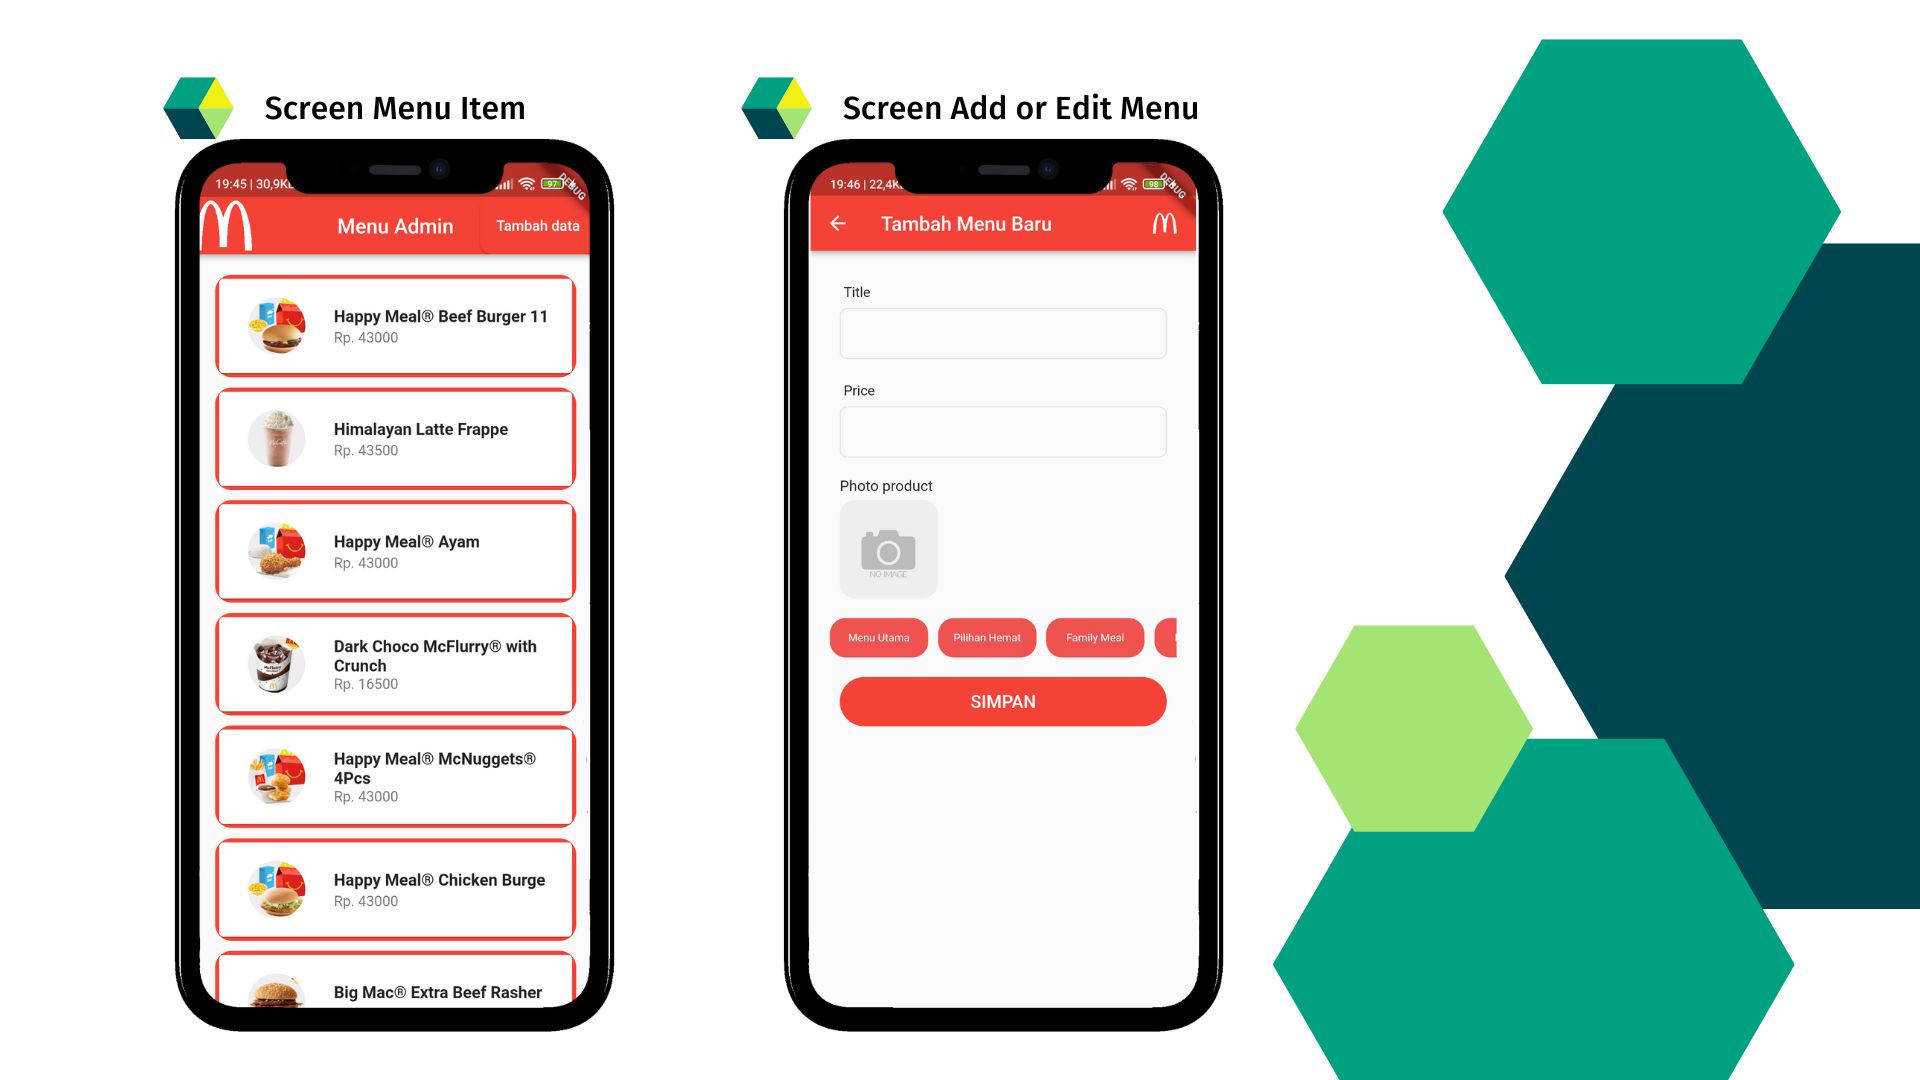 Screen Menu Item
19:45 | 30,9K
97
DEBUG
Menu Admin
Tambah data
Happy Meal® Beef Burger 11
Rp. 43000
Himalayan Latte Frappe
Rp. 43500
Happy Meal® Ayam
Rp. 43000
Dark Choco McFlurry® with
Crunch
Rp. 16500
Happy Meal® McNuggets®
4Pcs
Rp. 43000
Happy Meal® Chicken Burge
Rp. 43000
Big Mac® Extra Beef Rasher
Screen Add or Edit Menu
19:46 | 22,4K
98
DEBUG
Tambah Menu Baru
Title
Price
Photo product
NO IMAGE
Menu Utama
Pilihan Hemat
Family Meal
SIMPAN